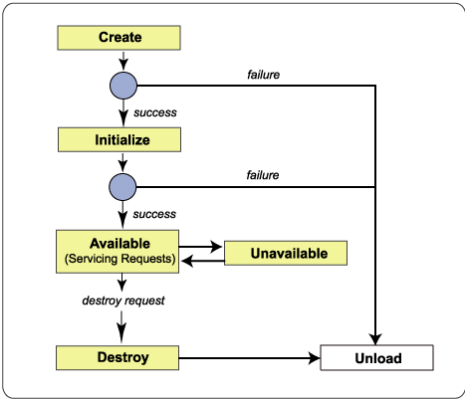 Create
failure
success
Initialize
failure
success
Available
(Servicing Requests)
Unavailable
destroy request
Destroy
Unload